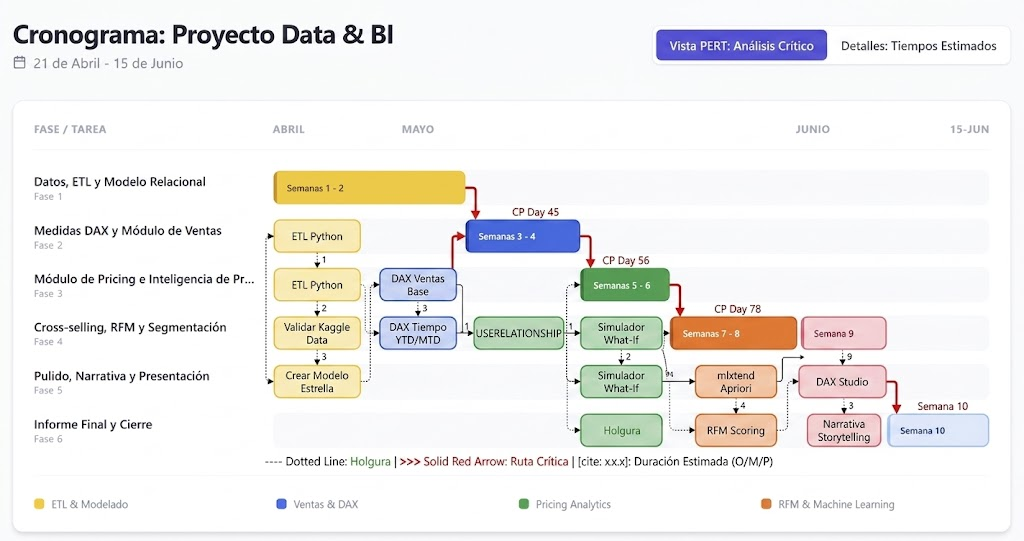 Cronograma: Proyecto Data & BI
21 de Abril - 15 de Junio
Vista PERT: Análisis Crítico
Detalles: Tiempos Estimados
FASE / TAREA
ABRIL
MAYO
JUNIO
15-JUN
Datos, ETL y Modelo Relacional
Fase 1
Semanas 1 - 2
Medidas DAX y Módulo de Ventas
Fase 2
ETL Python
1
CP Day 45
Semanas 3 - 4
Módulo de Pricing e Inteligencia de Pr...
Fase 3
ETL Python
2
DAX Ventas
Base
3
CP Day 56
Semanas 5 - 6
Cross-selling, RFM y Segmentación
Fase 4
Validar Kaggle
Data
3
DAX Tiempo
YTD/MTD
1
USERELATIONSHIP
1
Simulador
What-If
2
CP Day 78
Semanas 7 - 8
Semana 9
9
Pulido, Narrativa y Presentación
Fase 5
Crear Modelo
Estrella
Simulador
What-If
mlxtend
Apriori
4
DAX Studio
3
Informe Final y Cierre
Fase 6
Holgura
RFM Scoring
Narrativa
Storytelling
Semana 10
Semana 10
---- Dotted Line: Holgura | >>> Solid Red Arrow: Ruta Crítica | [cite: x.x.x]: Duración Estimada (O/M/P)
ETL & Modelado
Ventas & DAX
Pricing Analytics
RFM & Machine Learning